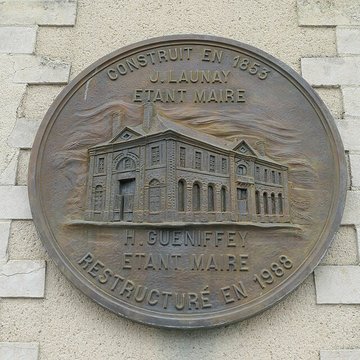 CONSTRUIT EN 1853
J. LAUNAY
ETANT MAIRE
H. GUENIFFEY
ETANT MAIRE
RESTRUCTURÉ EN 1988